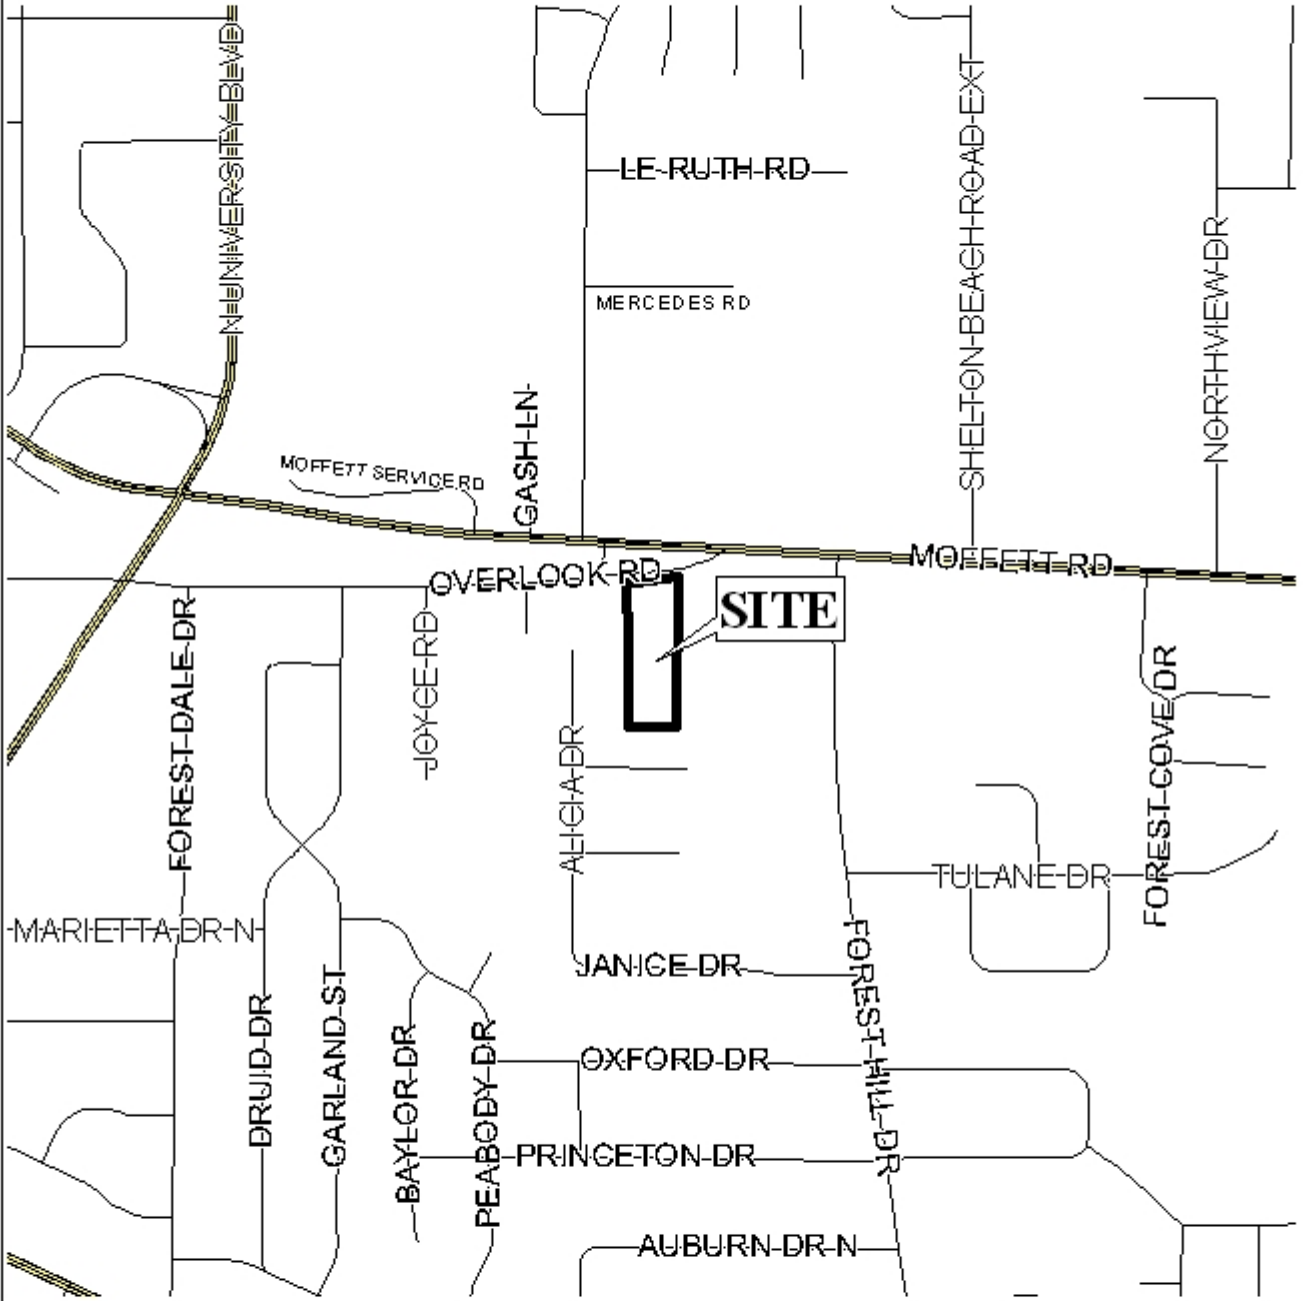 N UNIVERSITY BLVD
SHELTON BEACH ROAD EXT
LE RUTH RD
NORTHVIEW DR
MERCEDES RD
GASH LN
MOFFETT SERVICE RD
MOFFETT RD
OVERLOOK RD
SITE
FOREST DALE DR
JOYCE RD
ALICIA DR
FOREST COVE DR
TULANE DR
MARIETTA DR N
JANICE DR
FOREST HILL DR
DRUID DR
GARLAND ST
BAYLOR DR
PEABODY DR
OXFORD DR
PRINCETON DR
AUBURN DR N